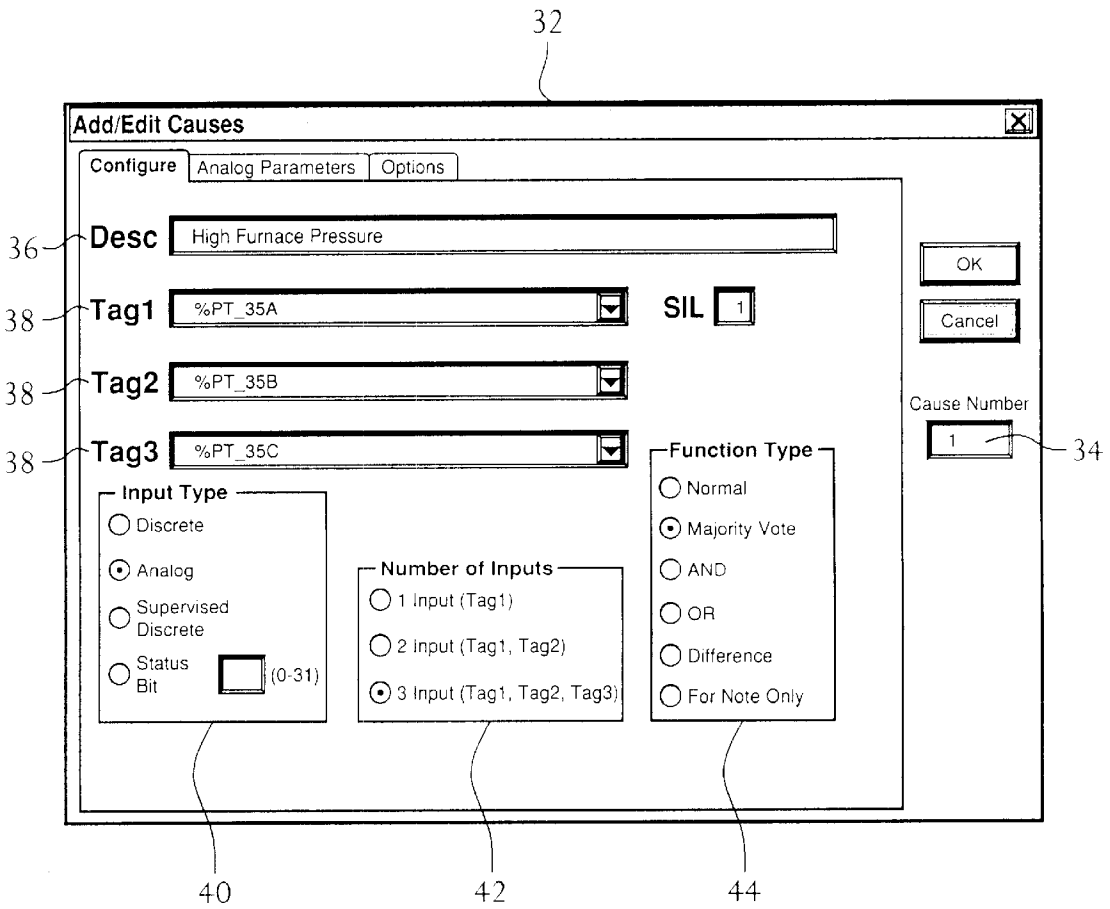 32
Add/Edit Causes
Configure Analog Parameters Options
36 Desc High Furnace Pressure
OK
38 Tag1 %PT_35A SIL 1
Cancel
38 Tag2 %PT_35B
Cause Number
1 34
38 Tag3 %PT_35C
Input Type
Discrete
Analog
Supervised
Discrete
Status
Bit (0-31)
Number of Inputs
1 Input (Tag1)
2 Input (Tag1, Tag2)
3 Input (Tag1, Tag2, Tag3)
Function Type
Normal
Majority Vote
AND
OR
Difference
For Note Only
40 42 44